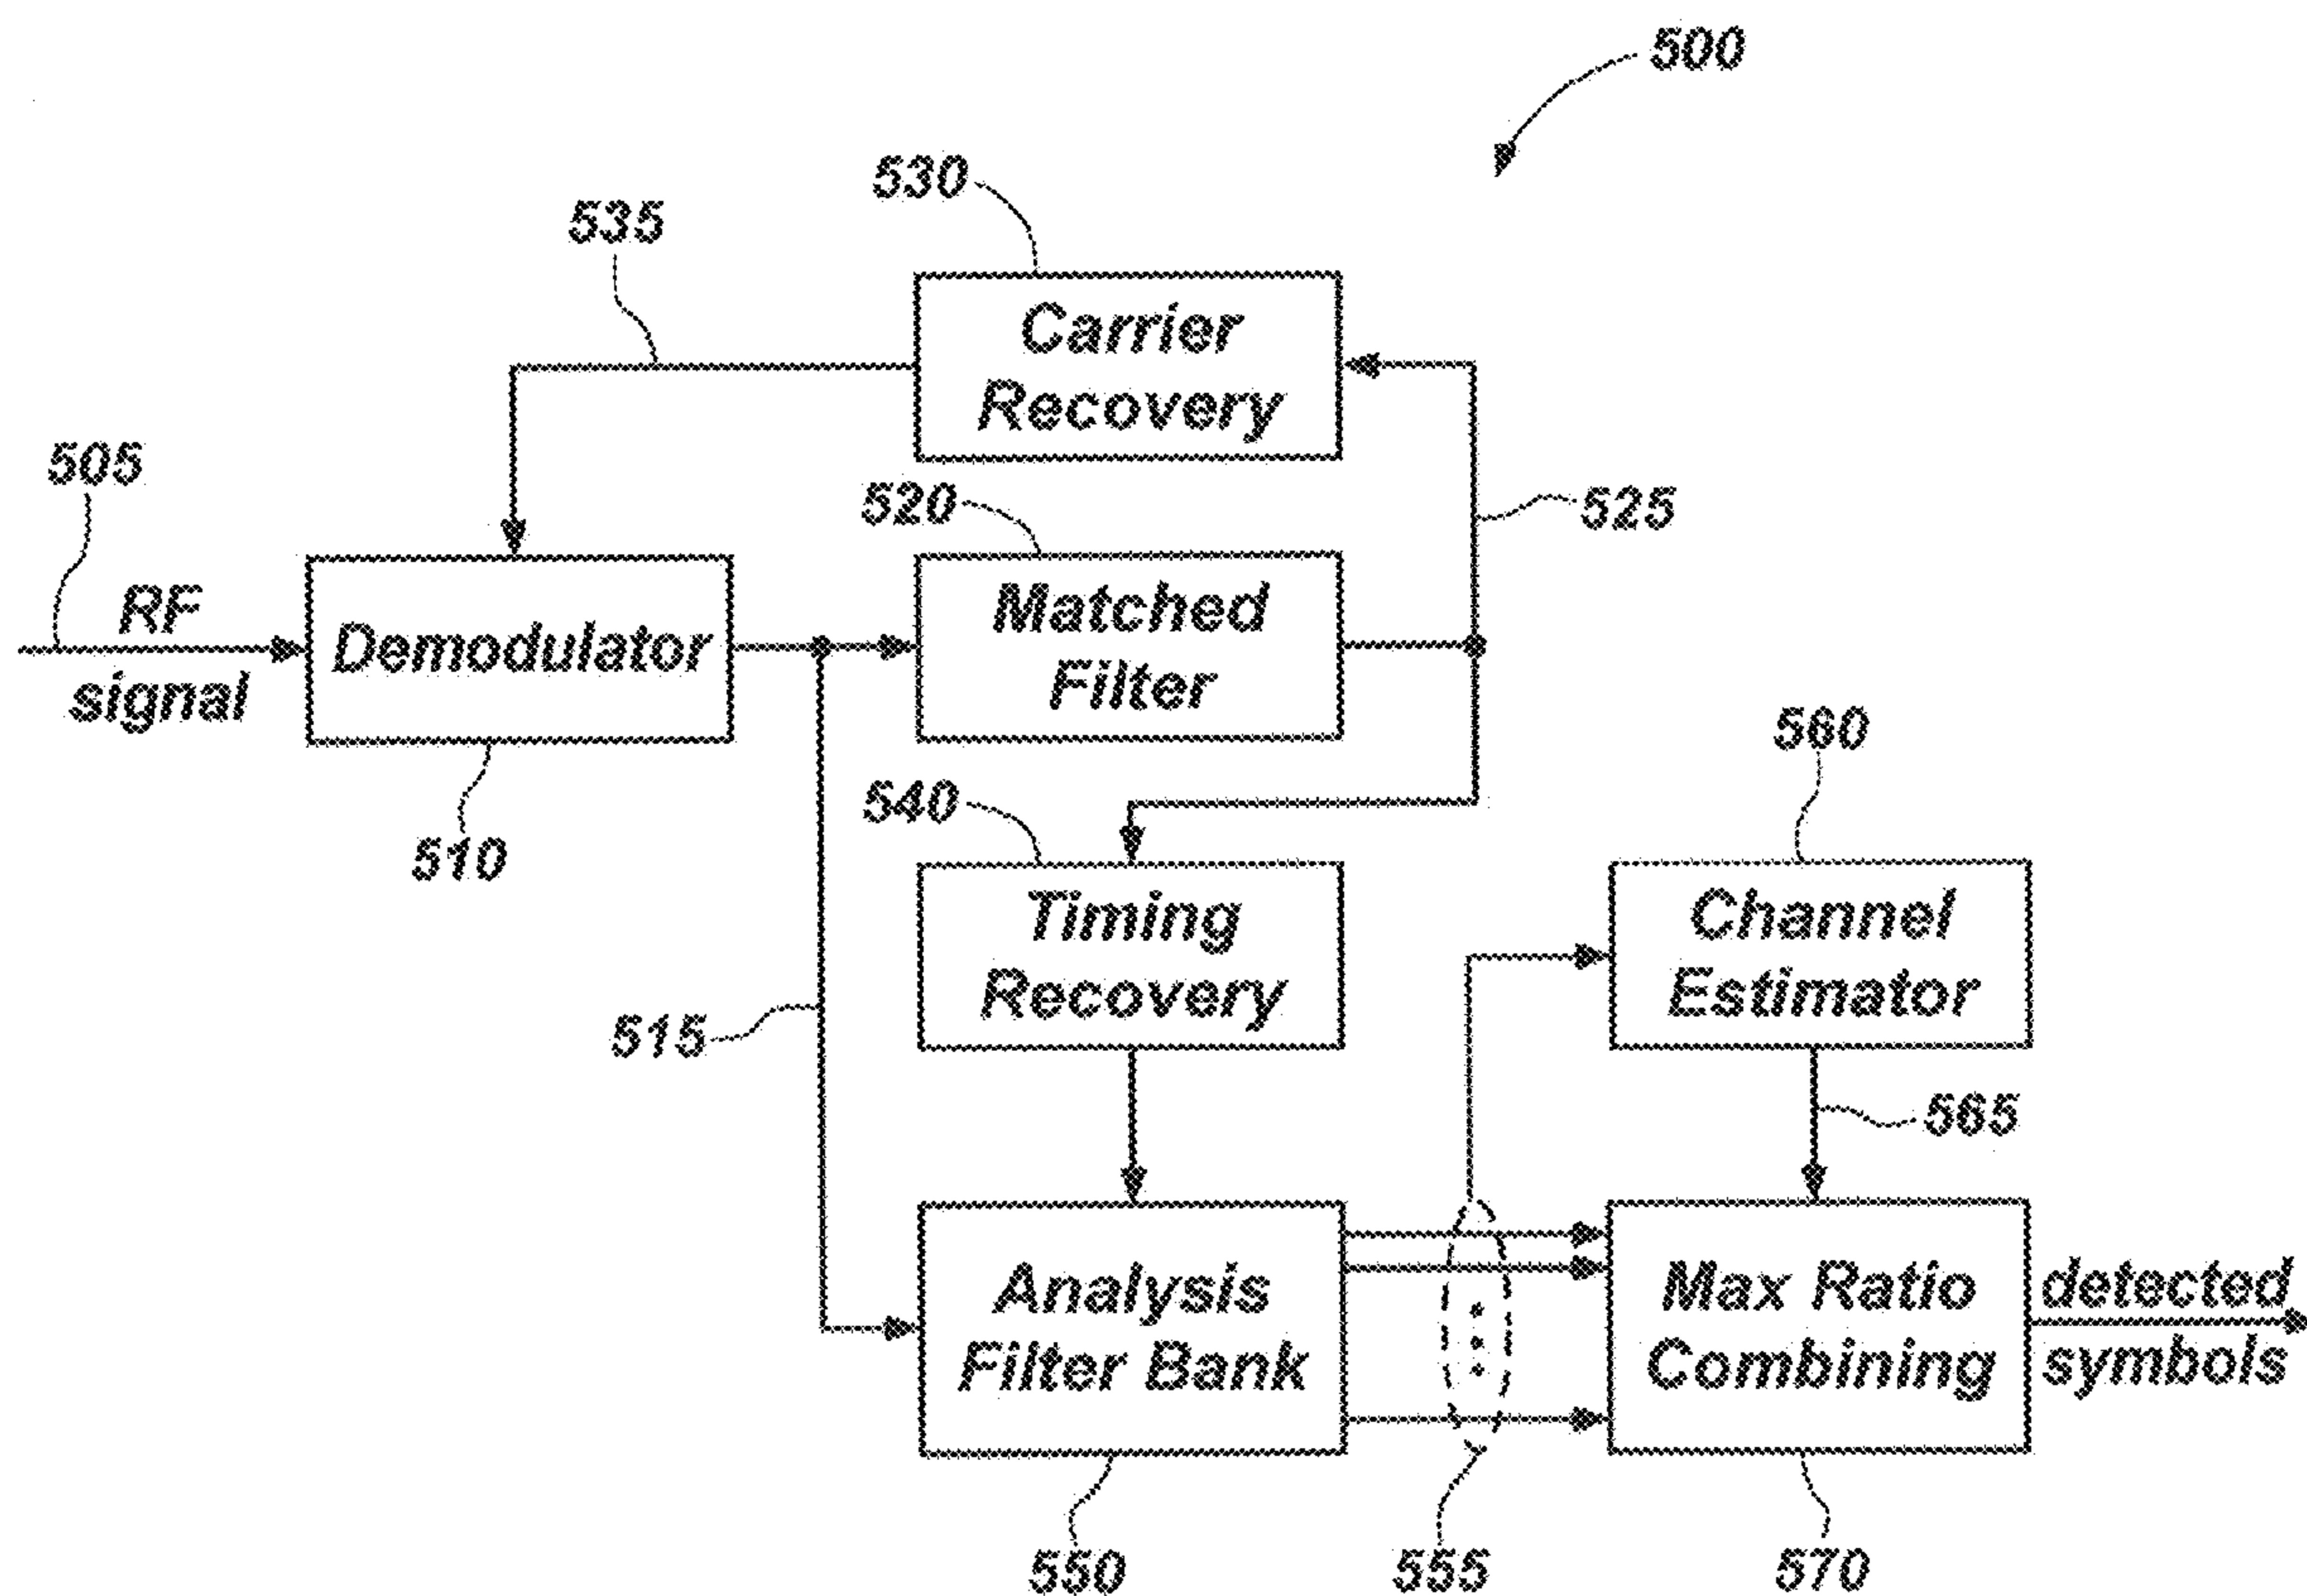 500
530
535
Carrier
Recovery
505
520
525
RF
signal
Demodulator
Matched
Filter
510
540
560
Timing
Recovery
Channel
Estimator
515
565
Analysis
Filter Bank
Max Ratio
Combining
detected
symbols
550
555
570